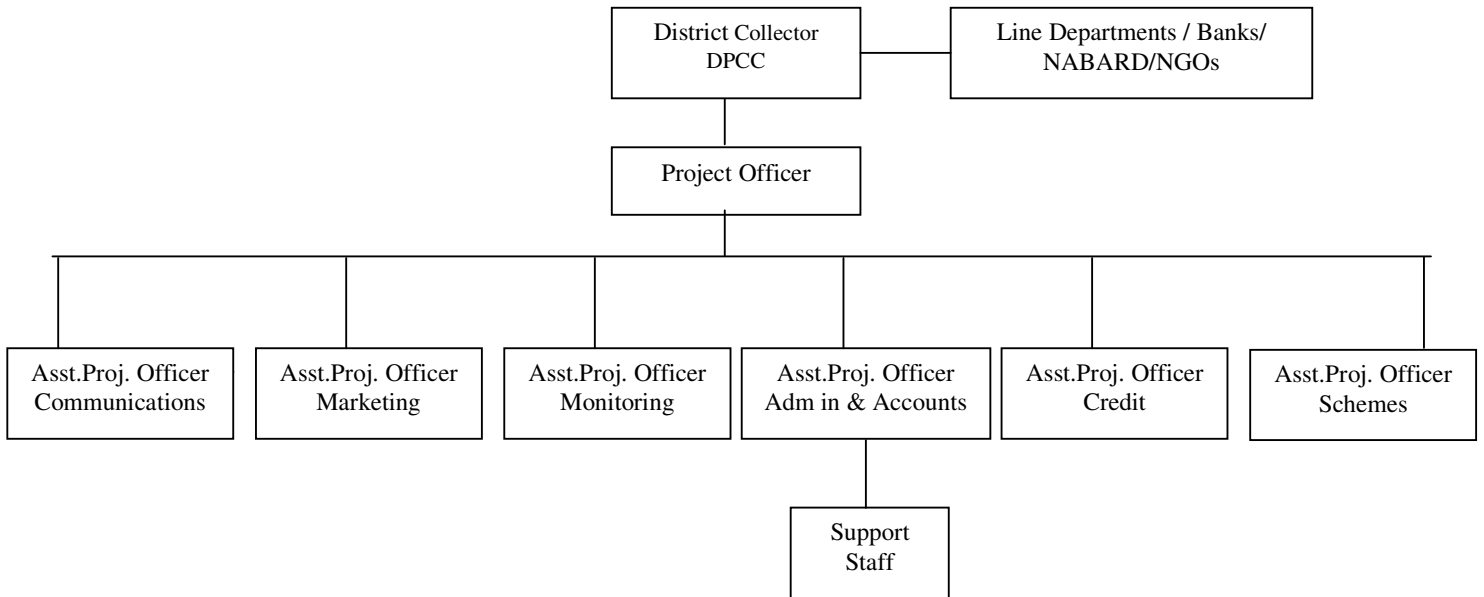 District Collector
DPCC
Line Departments / Banks/
NABARD/NGOs
Project Officer
Asst.Proj. Officer
Communications
Asst.Proj. Officer
Marketing
Asst.Proj. Officer
Monitoring
Asst.Proj. Officer
Adm in & Accounts
Asst.Proj. Officer
Credit
Asst.Proj. Officer
Schemes
Support
Staff